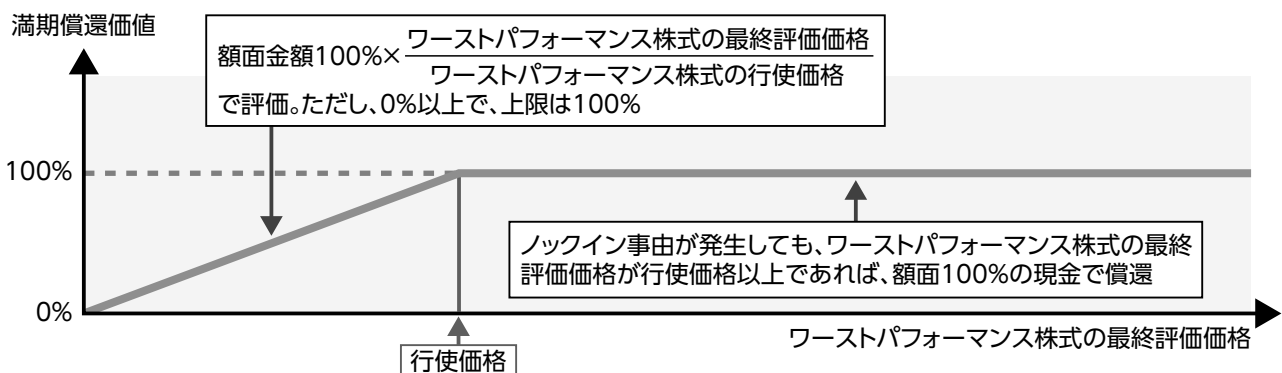 満期償還価値
額面金額100%×ワーストパフォーマンス株式の最終評価価格
ワーストパフォーマンス株式の行使価格
で評価。ただし、0%以上で、上限は100%
100%
ノックイン事由が発生しても、ワーストパフォーマンス株式の最終
評価価格が行使価格以上であれば、額面100%の現金で償還
0%
ワーストパフォーマンス株式の最終評価価格
行使価格